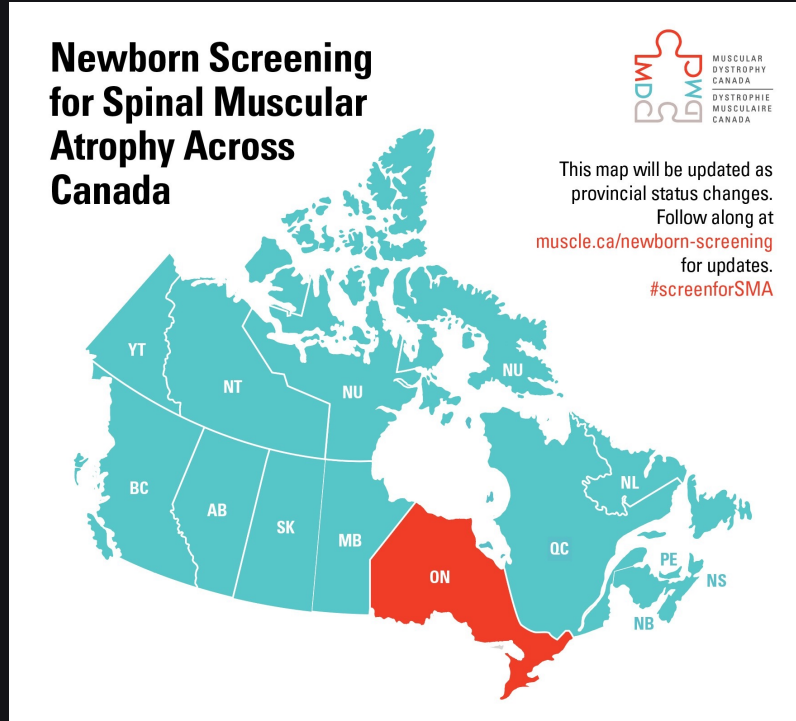 Newborn Screening
for Spinal Muscular
Atrophy Across
Canada
MDC
DWC
MUSCULAR
DYSTROPHY
CANADA
DYSTROPHIE
MUSCULAIRE
CANADA
This map will be updated as
provincial status changes.
Follow along at
muscle.ca/newborn-screening
for updates.
#screenforSMA
YT
NT
NU
NU
BC
AB
SK
MB
ON
QC
NL
PE
NS
NB